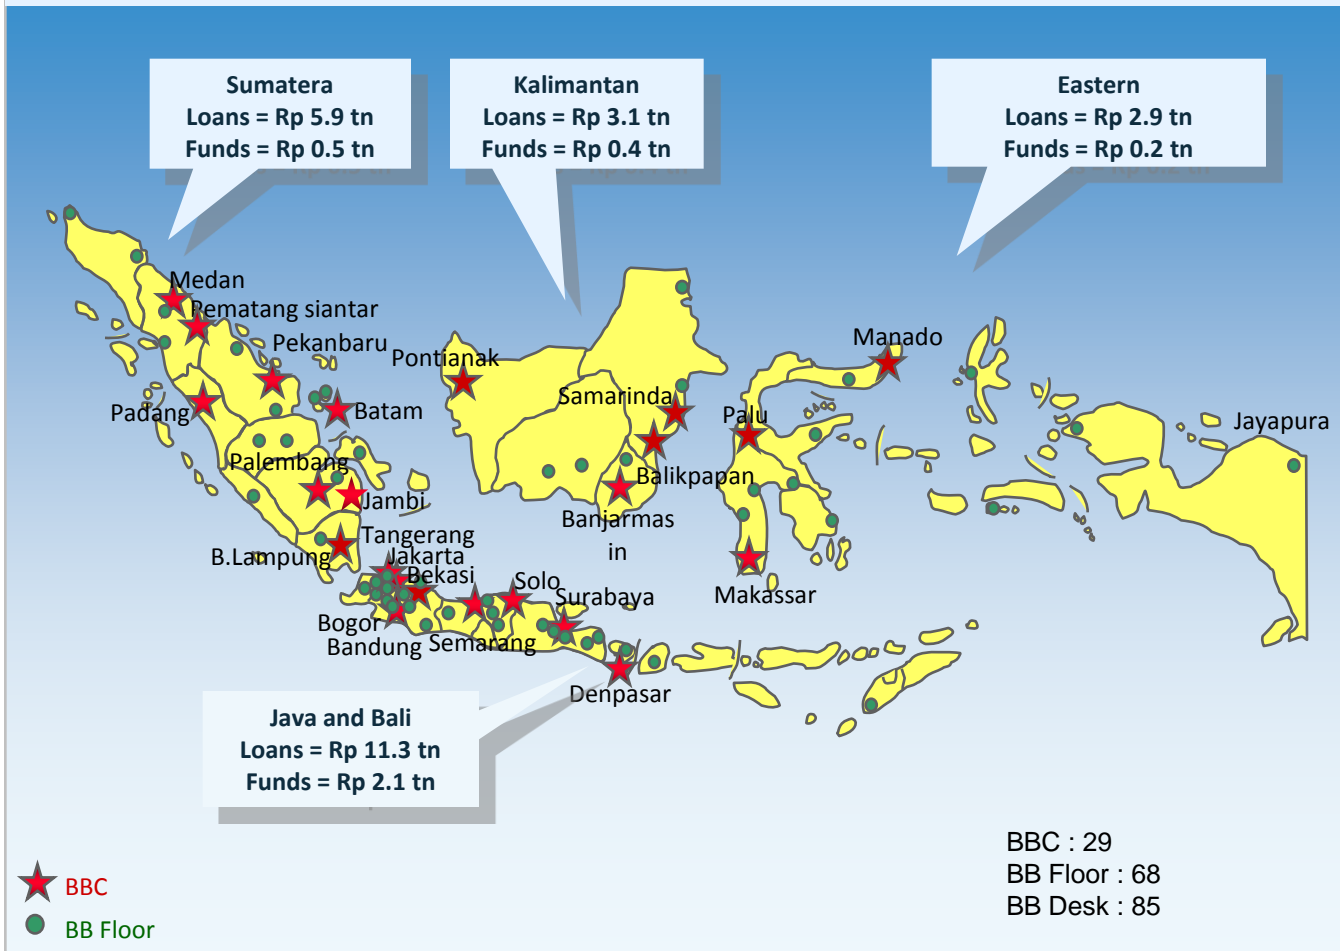 Sumatera
Loans = Rp 5.9 tn
Funds = Rp 0.5 tn
Kalimantan
Loans = Rp 3.1 tn
Funds = Rp 0.4 tn
Eastern
Loans = Rp 2.9 tn
Funds = Rp 0.2 tn
Medan
Pematang siantar
Pekanbaru
Padang
Batam
Palembang
Jambi
B.Lampung
Tangerang
Jakarta
Bekasi
Bogor
Bandung
Semarang
Solo
Surabaya
Denpasar
Pontianak
Samarinda
Balikpapan
Banjarmas
in
Manado
Palu
Makassar
Jayapura
Java and Bali
Loans = Rp 11.3 tn
Funds = Rp 2.1 tn
BBC : 29
BB Floor : 68
BB Desk : 85
BBC
BB Floor